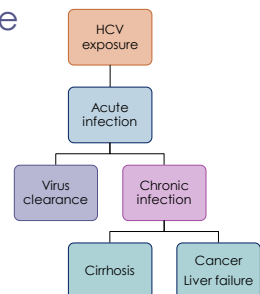 HCV
exposure
Acute
infection
Virus
clearance
Chronic
infection
Cirrhosis
Cancer
Liver failure